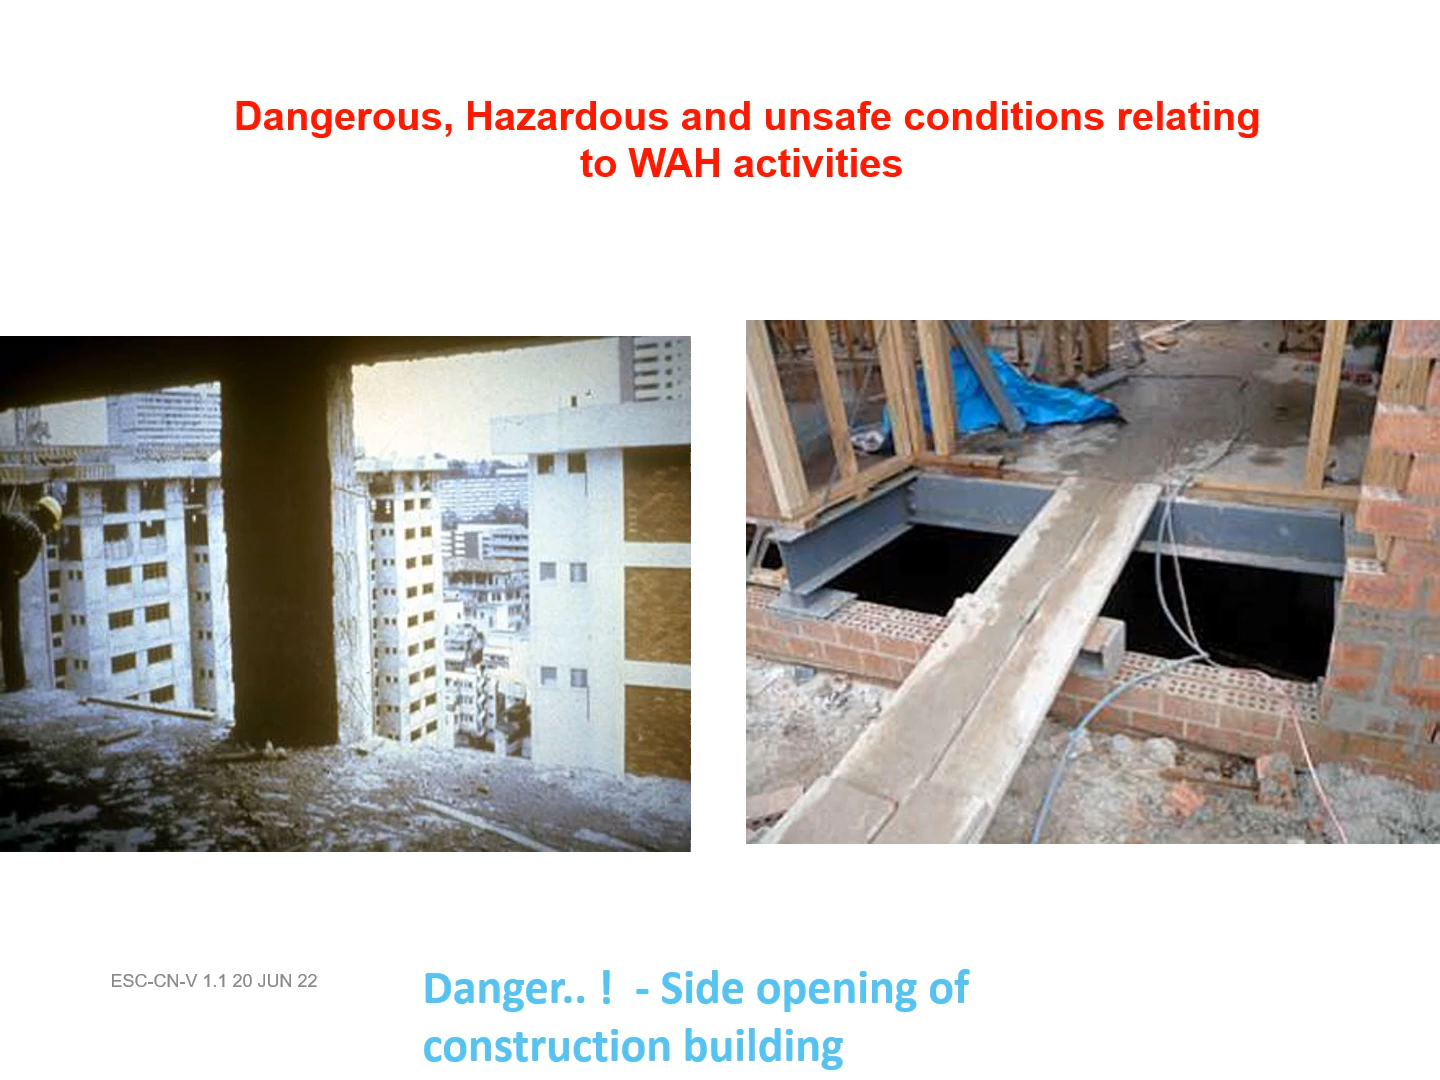 Dangerous, Hazardous and unsafe conditions relating
to WAH activities
ESC-CN-V 1.1 20 JUN 22
Danger.. !  - Side opening of
construction building